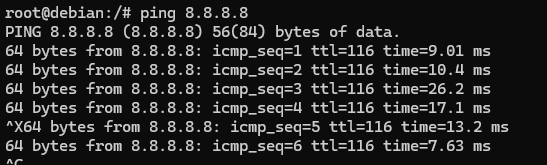 root@debian:/# ping 8.8.8.8
PING 8.8.8.8 (8.8.8.8) 56(84) bytes of data.
64 bytes from 8.8.8.8: icmp_seq=1 ttl=116 time=9.01 ms
64 bytes from 8.8.8.8: icmp_seq=2 ttl=116 time=10.4 ms
64 bytes from 8.8.8.8: icmp_seq=3 ttl=116 time=26.2 ms
64 bytes from 8.8.8.8: icmp_seq=4 ttl=116 time=17.1 ms
^X64 bytes from 8.8.8.8: icmp_seq=5 ttl=116 time=13.2 ms
64 bytes from 8.8.8.8: icmp_seq=6 ttl=116 time=7.63 ms
^C